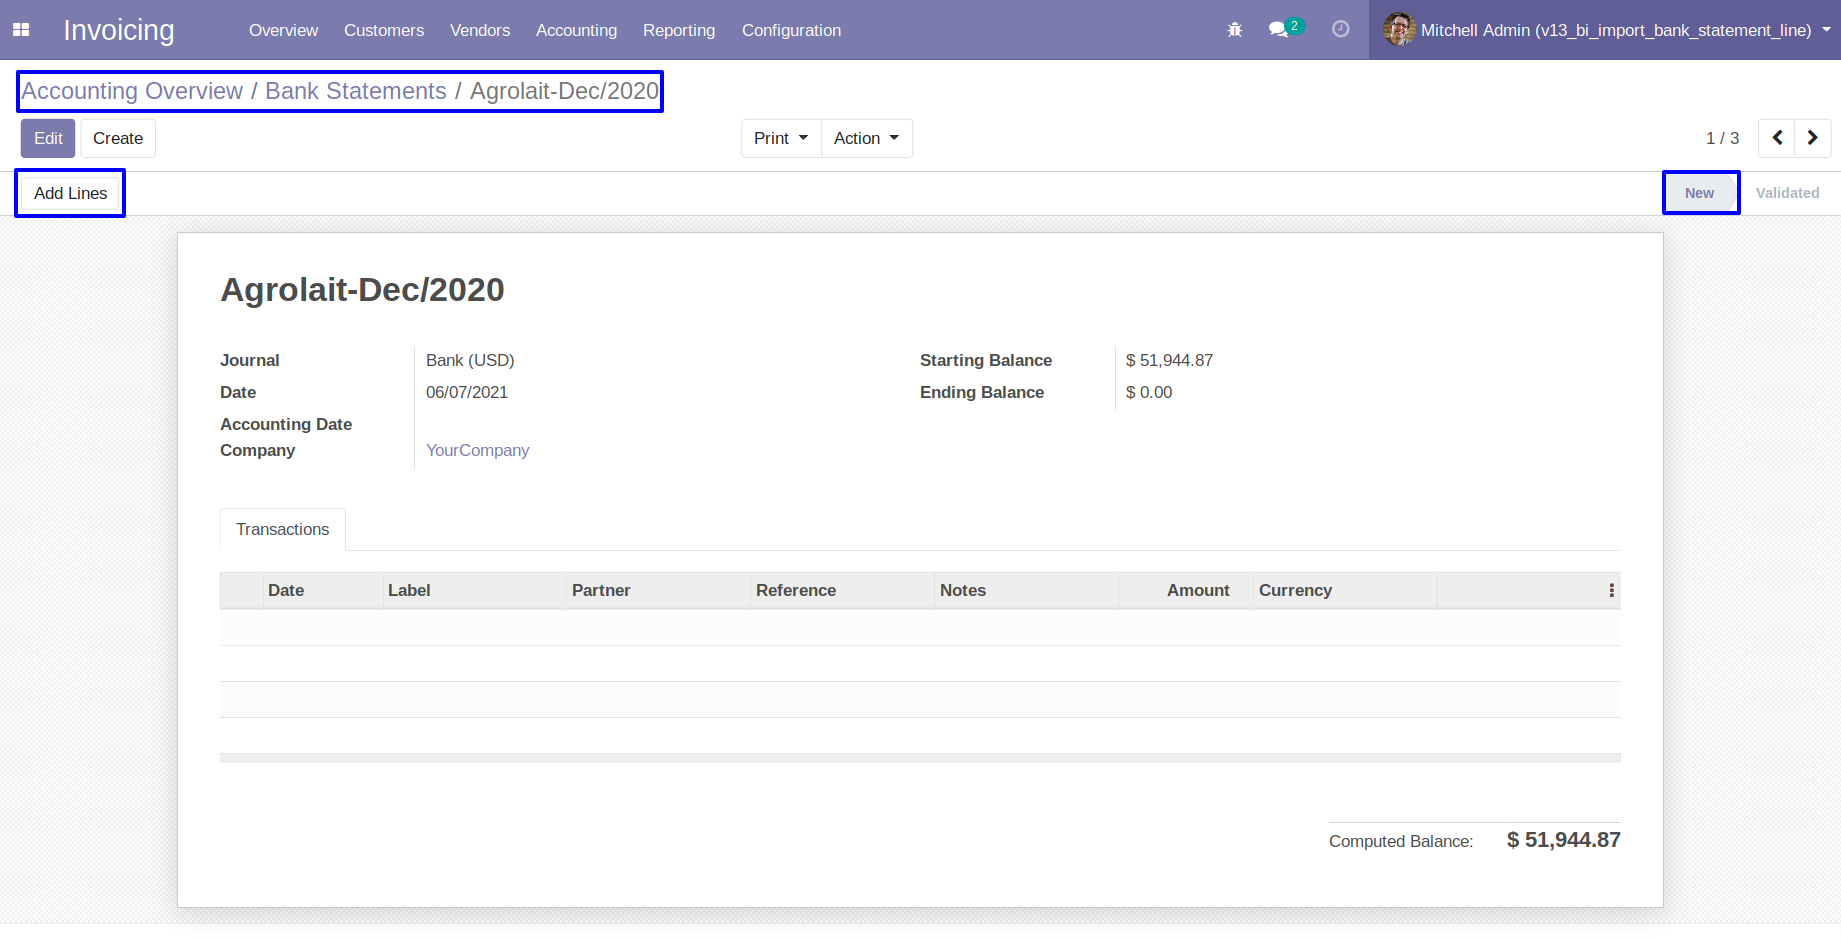 Invoicing Overview Customers Vendors Accounting Reporting Configuration 2 Mitchell Admin (v13_bi_import_bank_statement_line)
Accounting Overview / Bank Statements / Agrolait-Dec/2020
Edit Create Print Action 1 / 3
Add Lines New Validated
Agrolait-Dec/2020
Journal Bank (USD) Starting Balance $ 51,944.87
Date 06/07/2021 Ending Balance $ 0.00
Accounting Date
Company YourCompany
Transactions
Date Label Partner Reference Notes Amount Currency
Computed Balance: $ 51,944.87